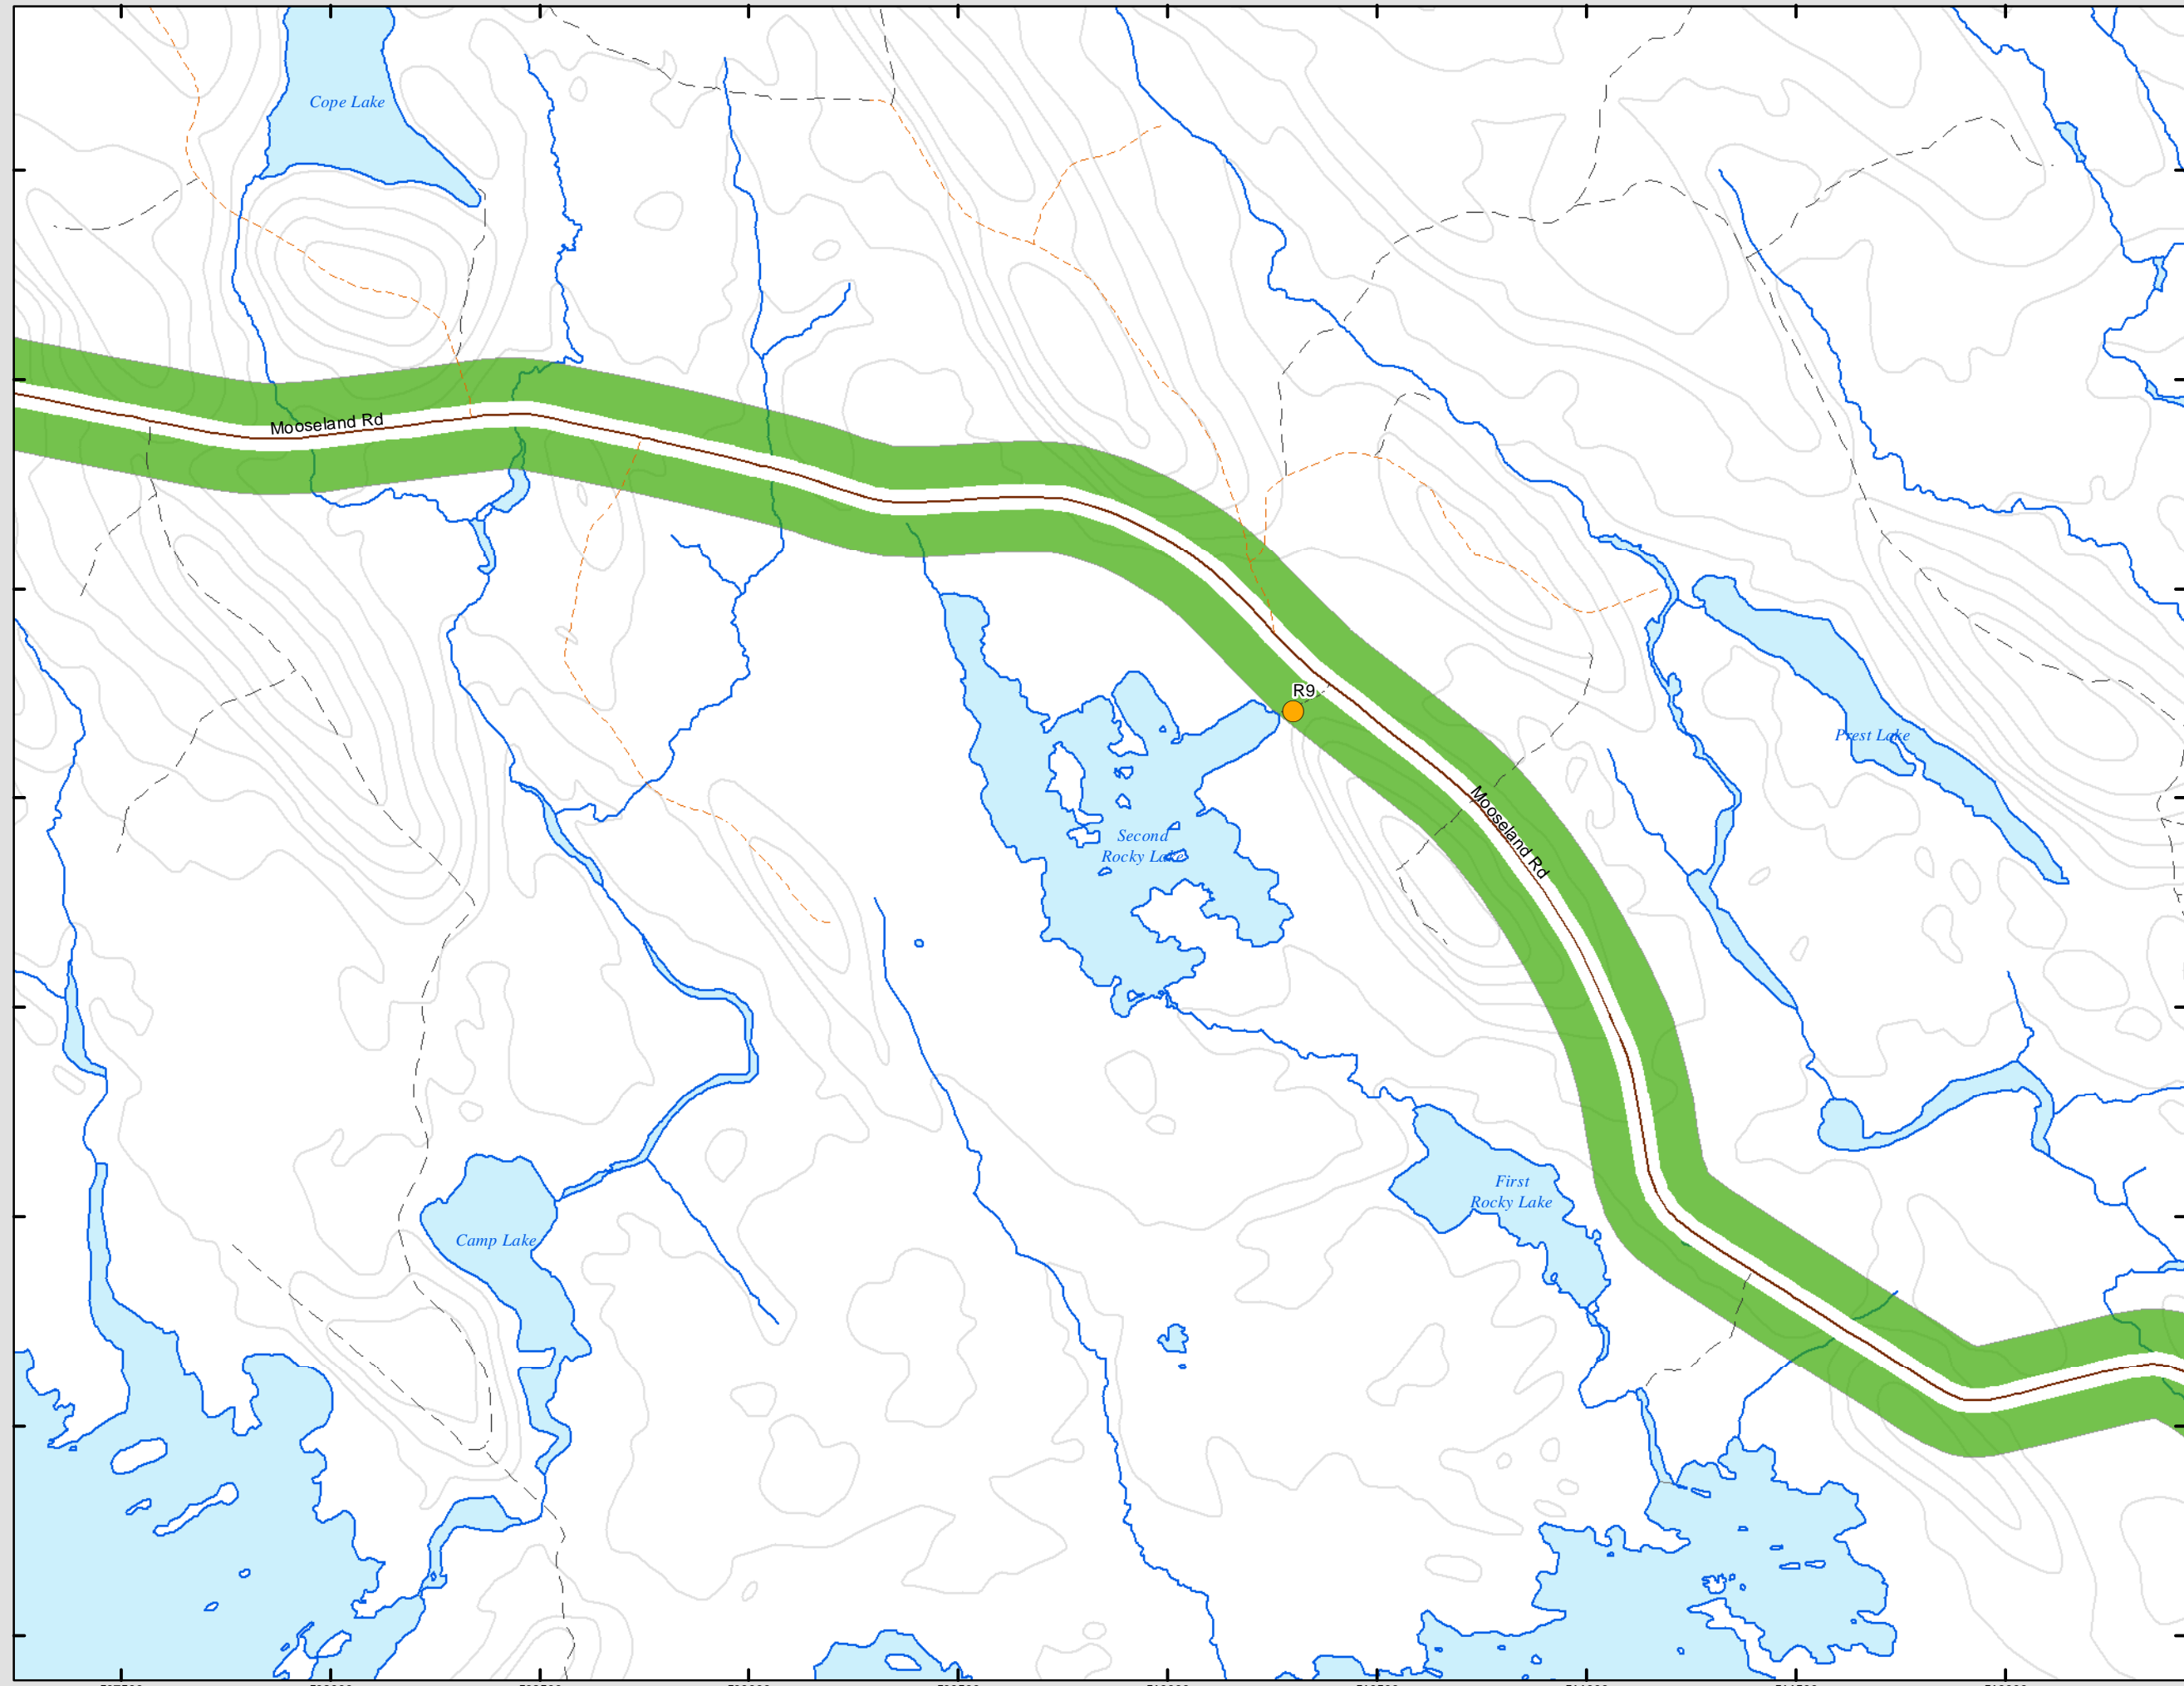 Cope Lake
Mooseland Rd
R9
Prest Lake
Mooseland Rd
Second
Rocky Lake
First
Rocky Lake
Camp Lake